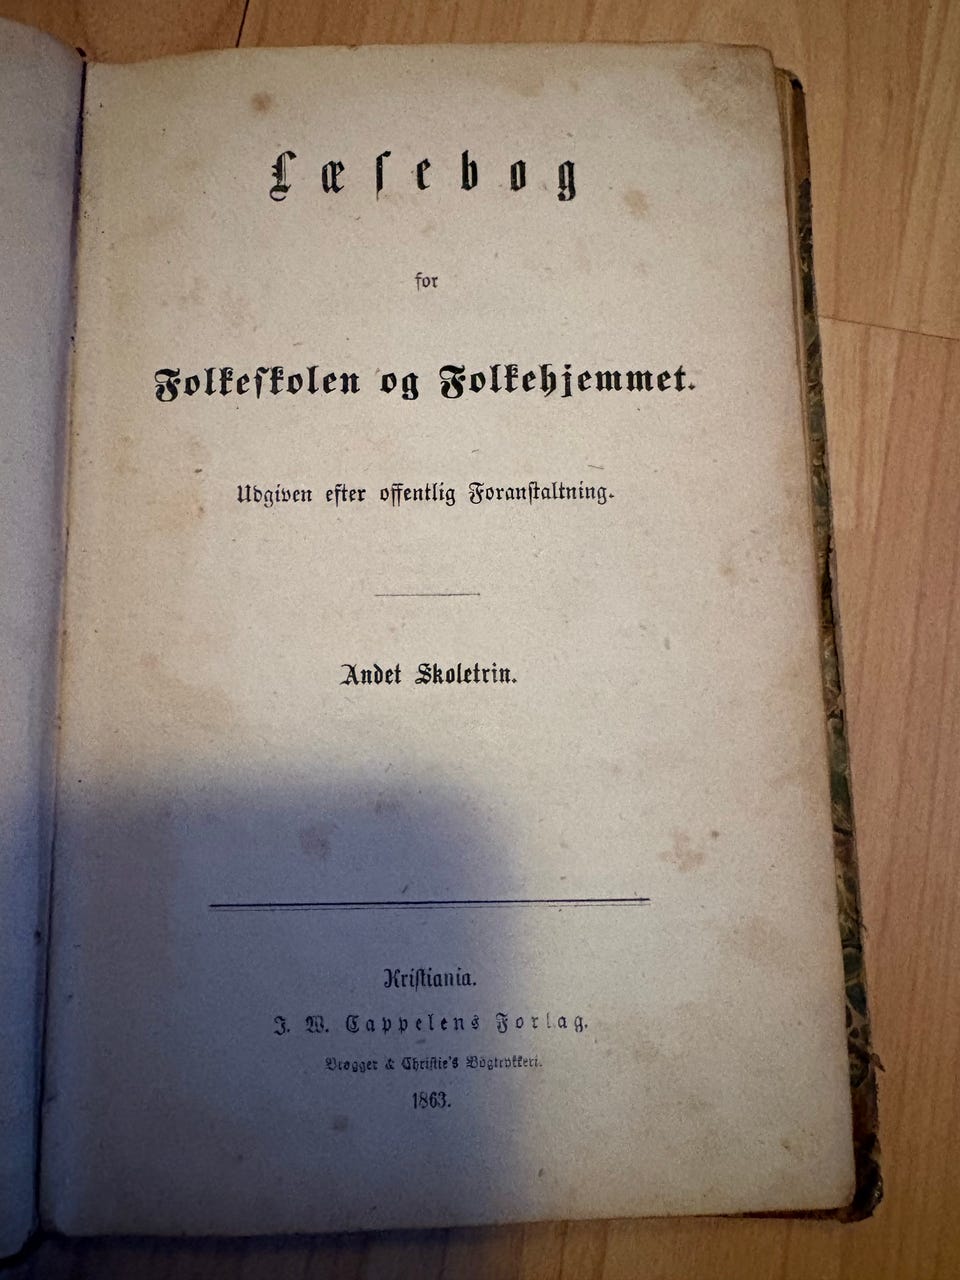 Læsebog
for
Folkeskolen og Folkehjemmet.
Udgiven efter offentlig Foranstaltning.
Andet Skoletrin.
Kristiania.
J. W. Cappelens Forlag.
Brøgger & Christie's Bogtrykkeri.
1863.